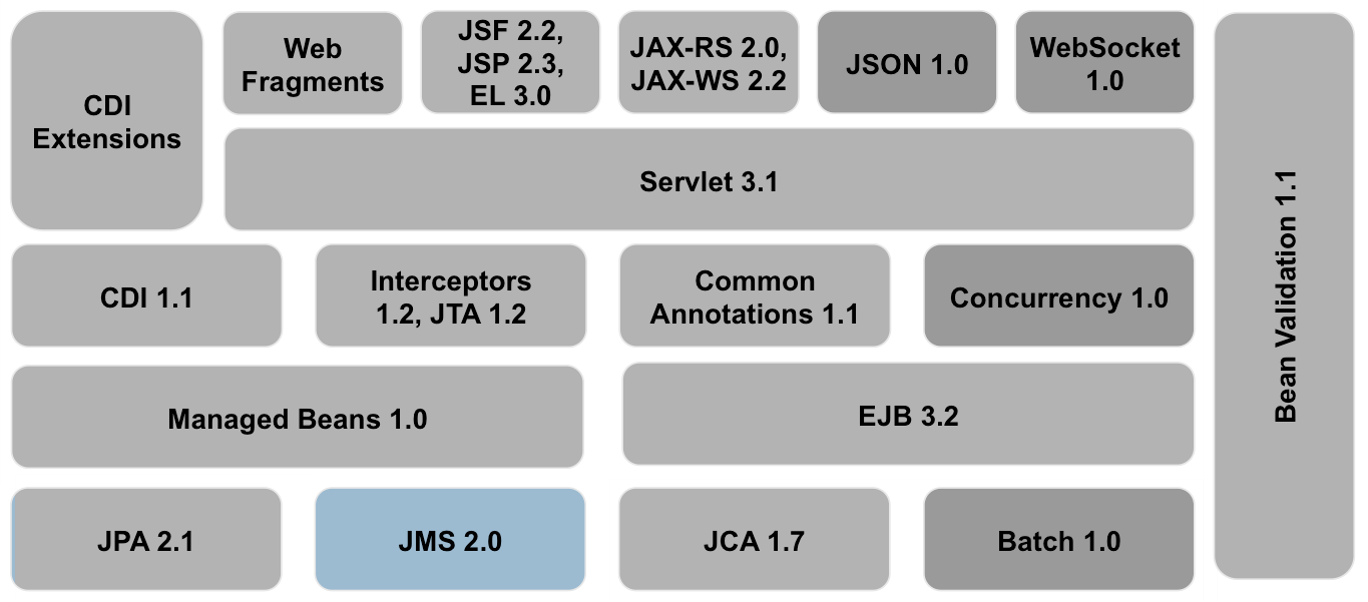 CDI
Extensions
Web
Fragments
JSF 2.2,
JSP 2.3,
EL 3.0
JAX-RS 2.0,
JAX-WS 2.2
JSON 1.0
WebSocket
1.0
Servlet 3.1
Bean Validation 1.1
CDI 1.1
Interceptors
1.2, JTA 1.2
Common
Annotations 1.1
Concurrency 1.0
Managed Beans 1.0
EJB 3.2
JPA 2.1
JMS 2.0
JCA 1.7
Batch 1.0